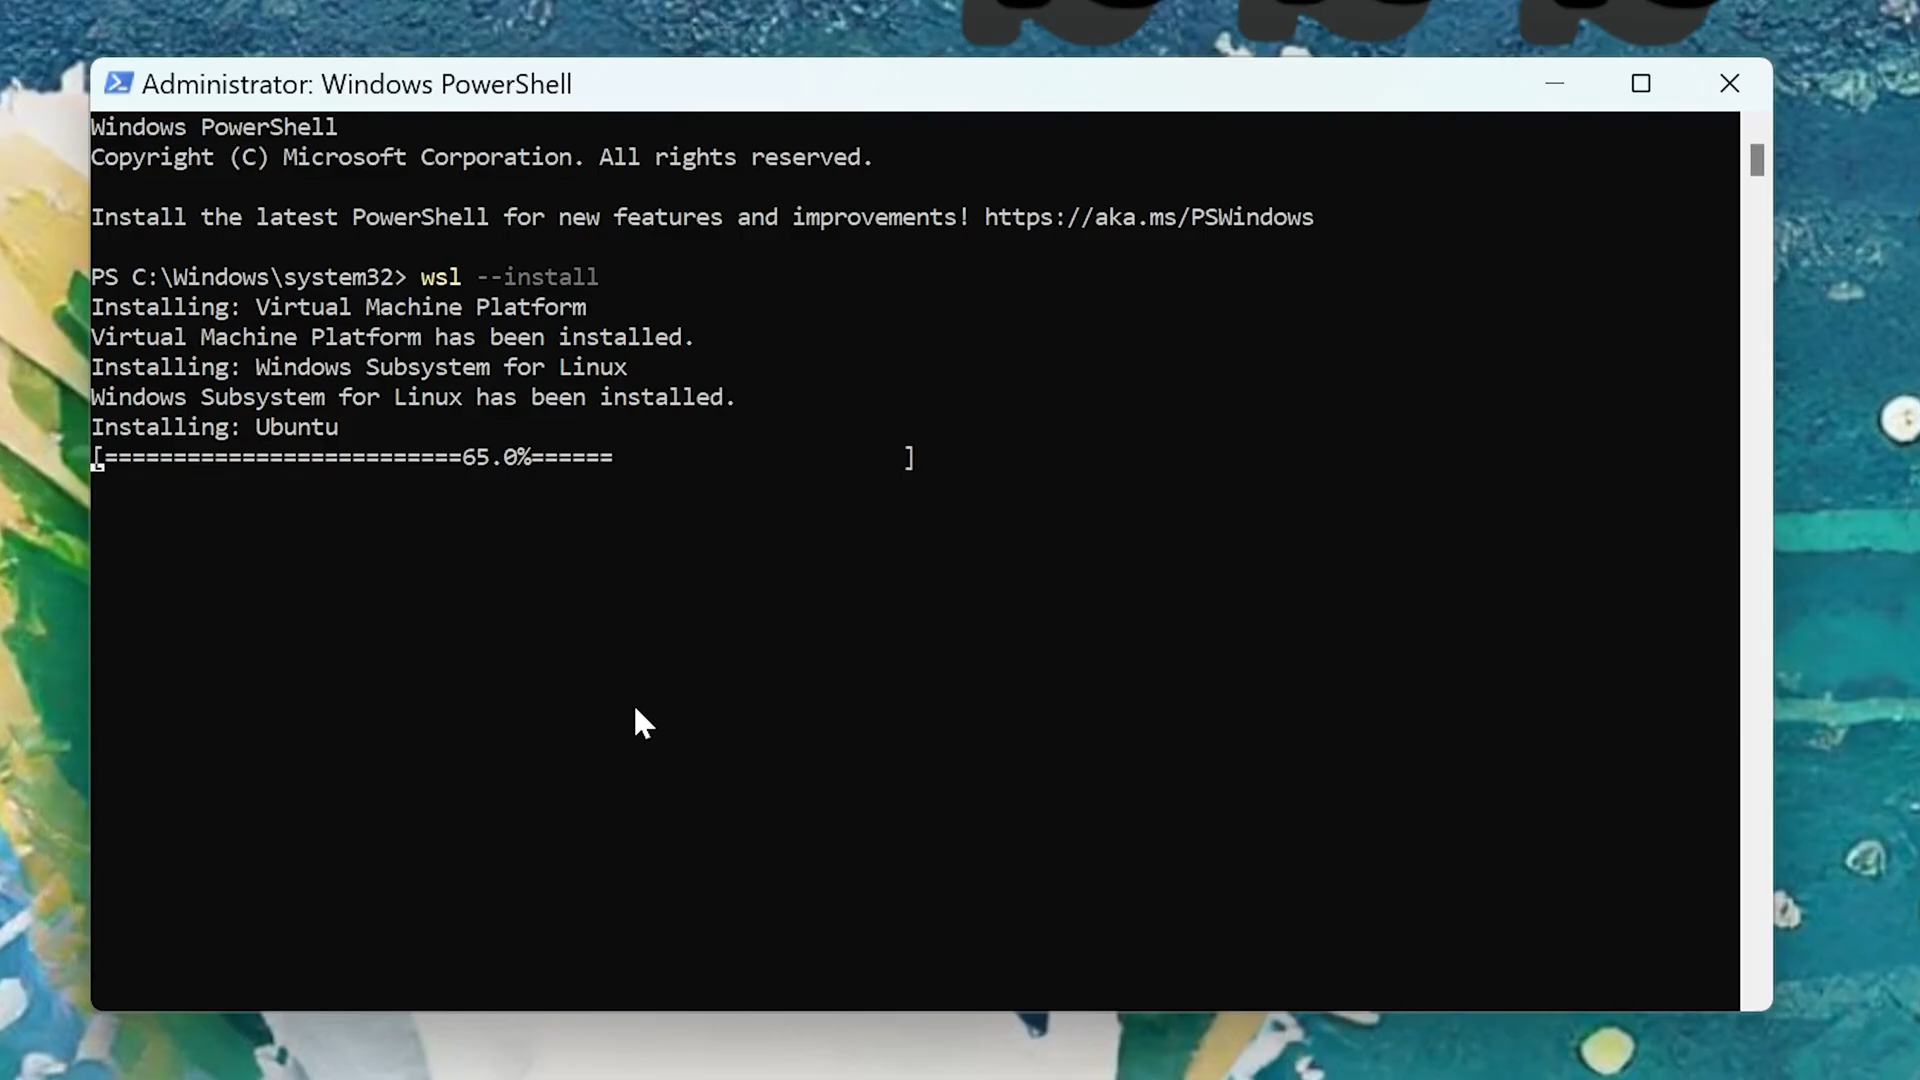 Administrator: Windows PowerShell
Windows PowerShell
Copyright (C) Microsoft Corporation. All rights reserved.
Install the latest PowerShell for new features and improvements! https://aka.ms/PSWindows
PS C:\Windows\system32> wsl --install
Installing: Virtual Machine Platform
Virtual Machine Platform has been installed.
Installing: Windows Subsystem for Linux
Windows Subsystem for Linux has been installed.
Installing: Ubuntu
[==========================65.0%======                     ]